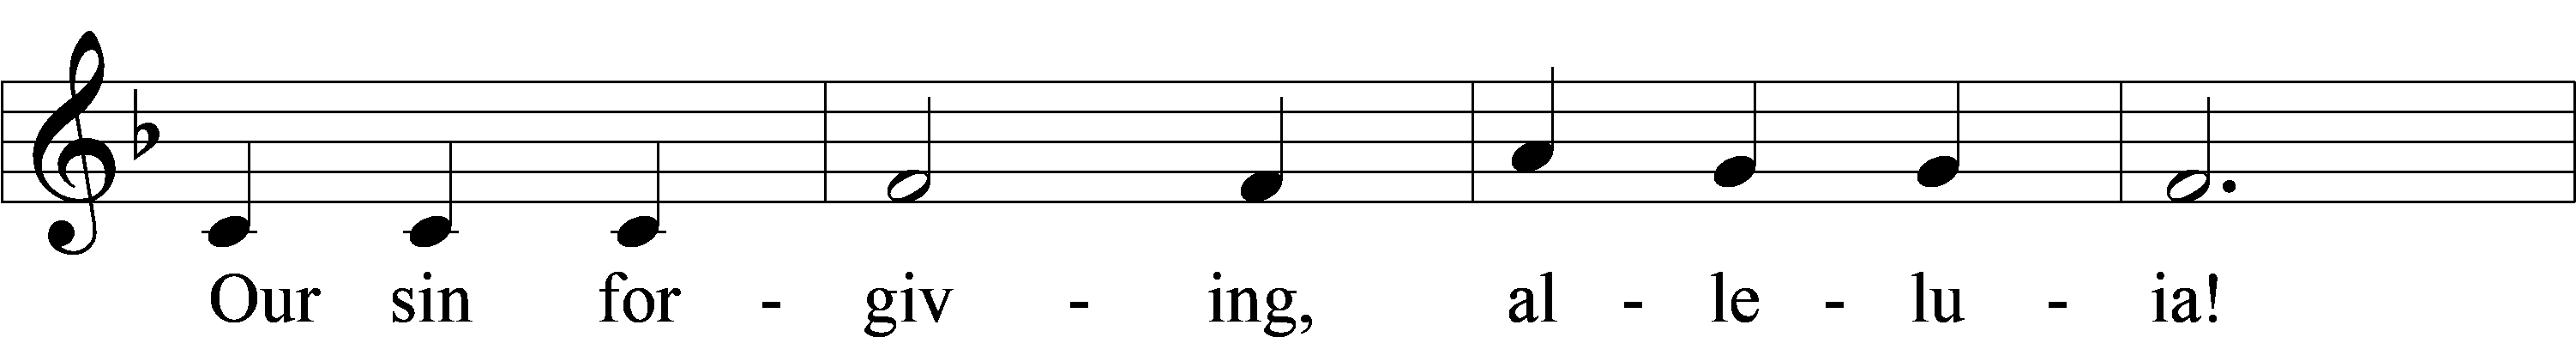 Our sin for - giv - ing, al - le - lu - ia!